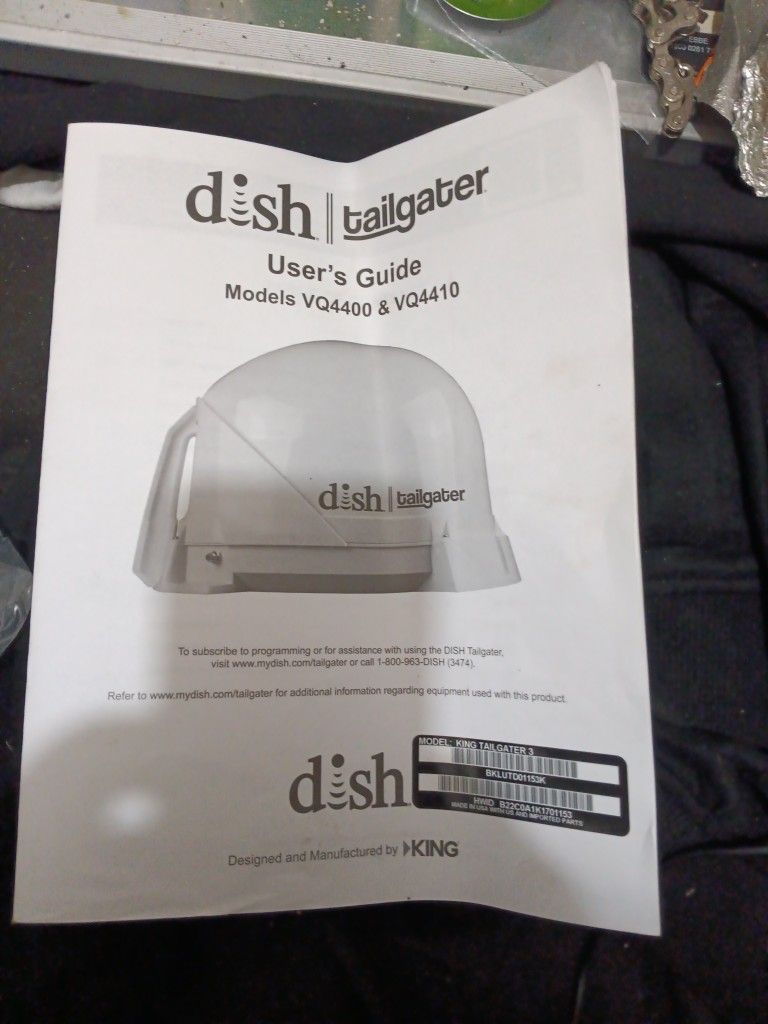 dish tailgater
User's Guide
Models VQ4400 & VQ4410
dish tailgater
To subscribe to programming or for assistance with using the DISH Tailgater,
visit www.mydish.com/tailgater or call 1-800-963-DISH (3474).
Refer to www.mydish.com/tailgater for additional information regarding equipment used with this product.
dish
MODEL: KING TAILGATER 3
BKLUTD01153K
HWID B22C0A1K1701153
MADE IN USA WITH US AND IMPORTED PARTS
Designed and Manufactured by KING